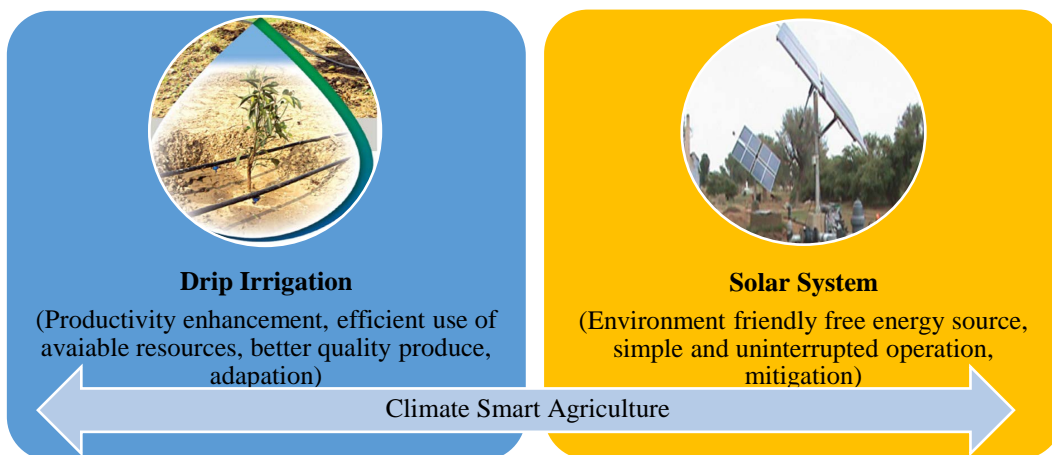 Drip Irrigation
(Productivity enhancement, efficient use of
avaiable resources, better quality produce,
adapation)
Solar System
(Environment friendly free energy source,
simple and uninterrupted operation,
mitigation)
Climate Smart Agriculture